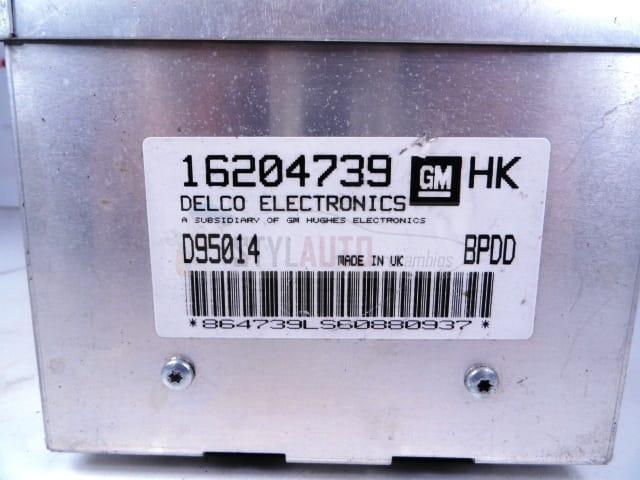 16204739 GM HK
DELCO ELECTRONICS
A SUBSIDIARY OF GM HUGHES ELECTRONICS
D95014 MADE IN UK BPDD
*864739LS60880937*